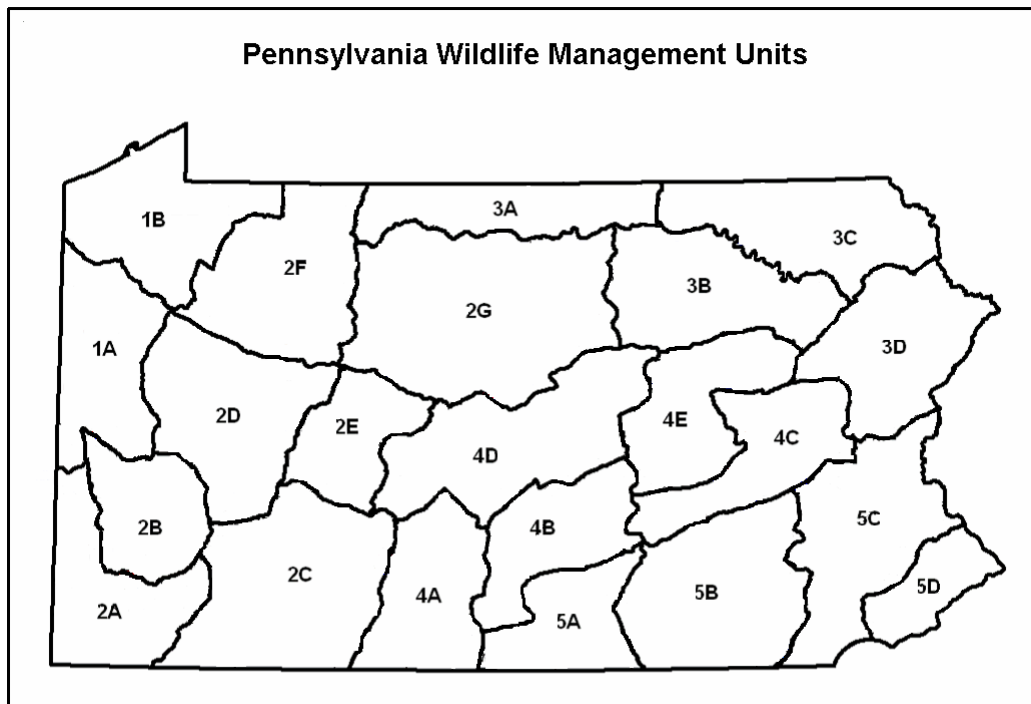 Pennsylvania Wildlife Management Units
1B
3A
3C
2F
3B
2G
1A
3D
2D
2E
4E
4C
4D
2B
4B
5C
2C
4A
5B
5D
2A
5A